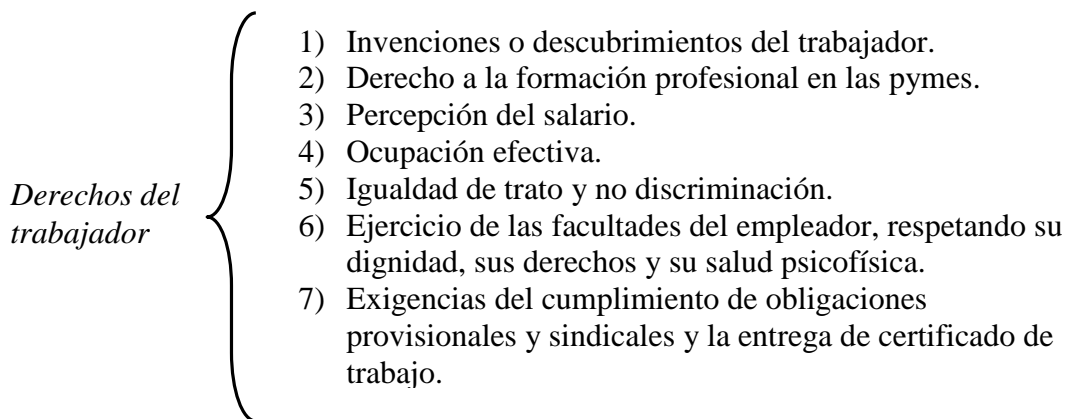 Derechos del
trabajador
1) Invenciones o descubrimientos del trabajador.
2) Derecho a la formación profesional en las pymes.
3) Percepción del salario.
4) Ocupación efectiva.
5) Igualdad de trato y no discriminación.
6) Ejercicio de las facultades del empleador, respetando su
dignidad, sus derechos y su salud psicofísica.
7) Exigencias del cumplimiento de obligaciones
provisionales y sindicales y la entrega de certificado de
trabajo.